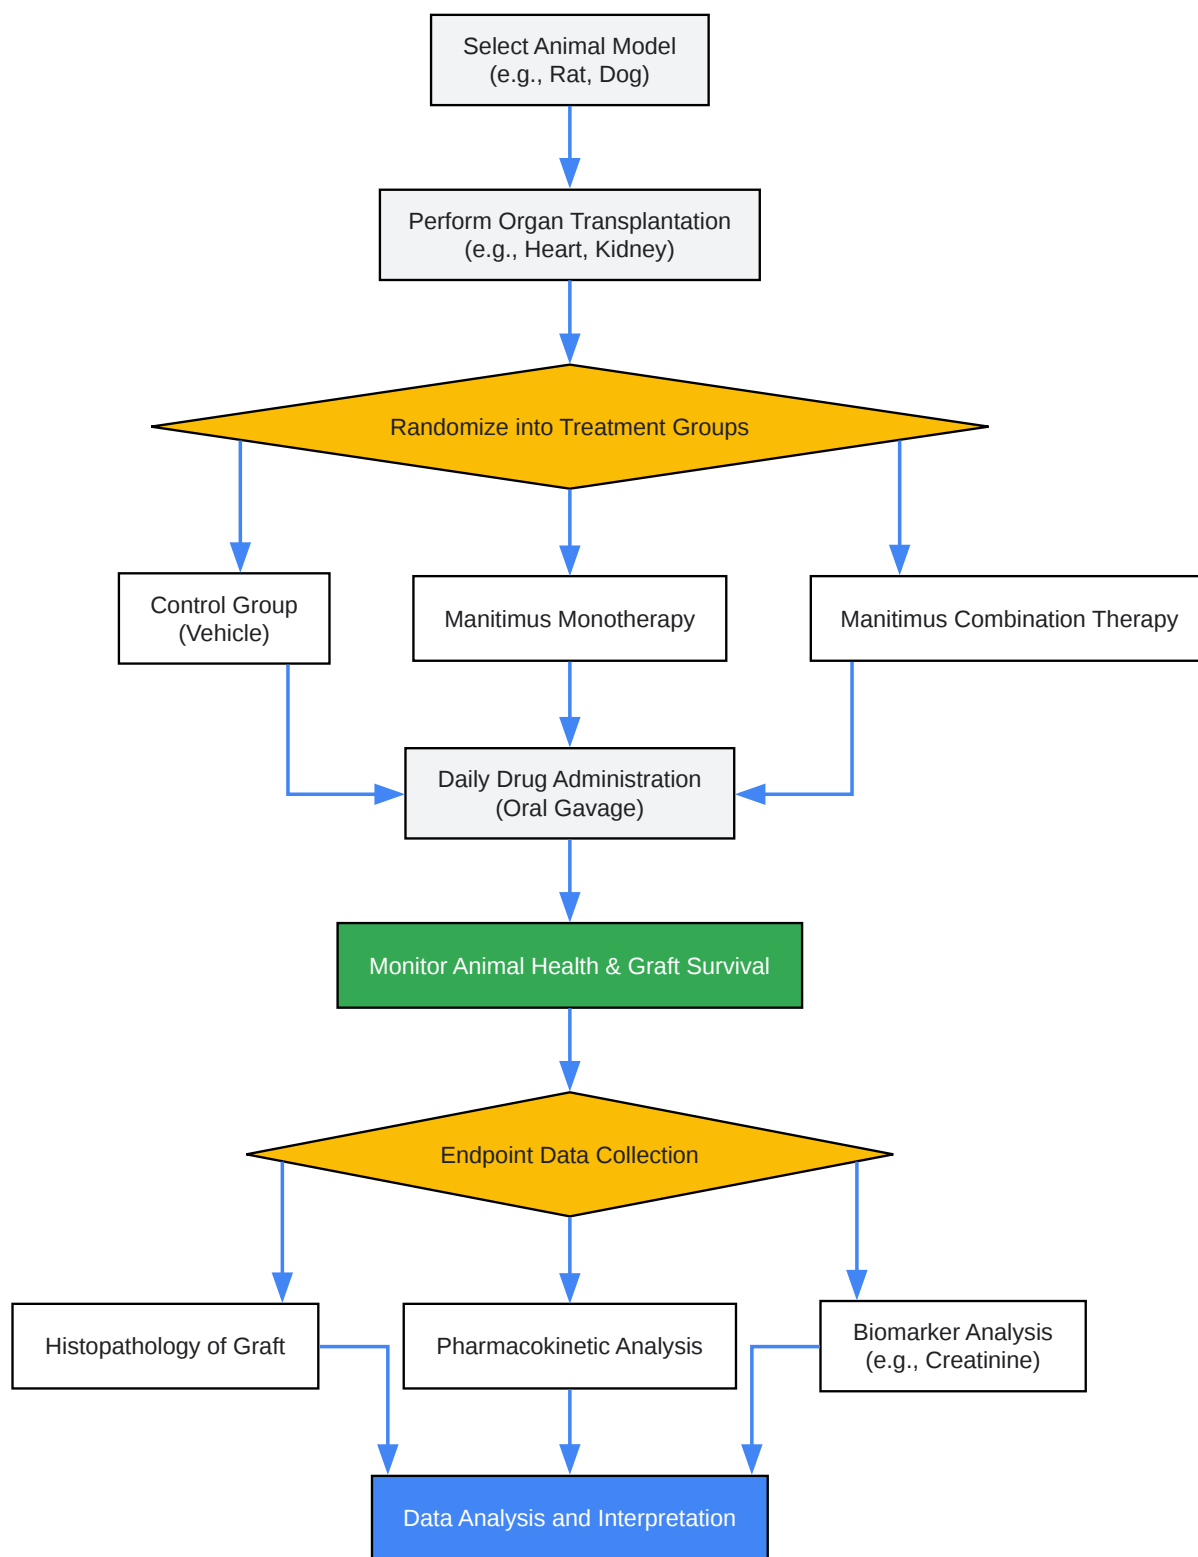 Select Animal Model
(e.g., Rat, Dog)
Perform Organ Transplantation
(e.g., Heart, Kidney)
Randomize into Treatment Groups
Control Group
(Vehicle)
Manitimus Monotherapy
Manitimus Combination Therapy
Daily Drug Administration
(Oral Gavage)
Monitor Animal Health & Graft Survival
Endpoint Data Collection
Histopathology of Graft
Pharmacokinetic Analysis
Biomarker Analysis
(e.g., Creatinine)
Data Analysis and Interpretation